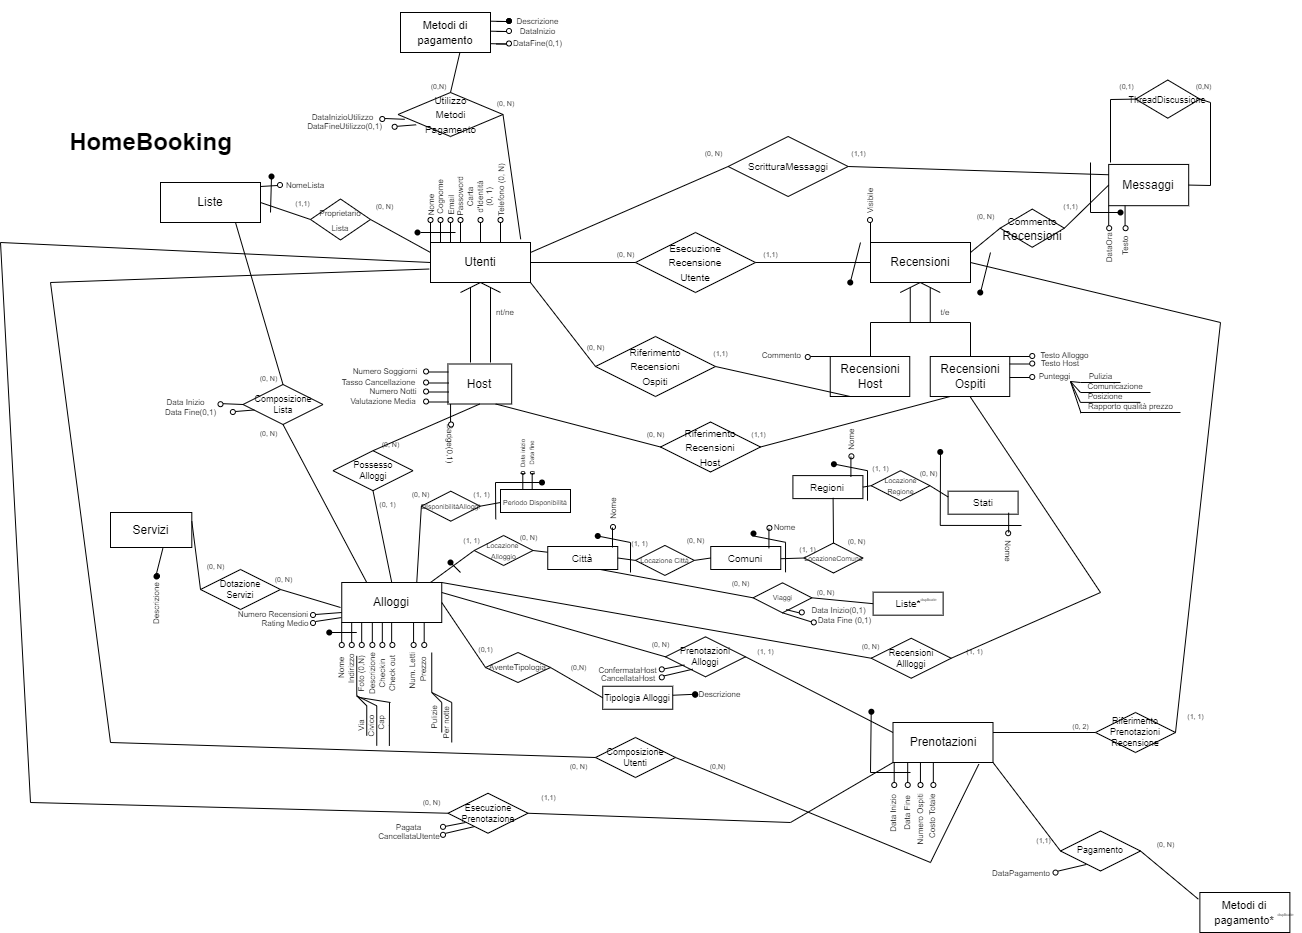 Metodi di
pagamento
Descrizione
DataInizio
DataFine(0,1)
(0,N)
Utilizzo
Metodi
Pagamento
(0, N)
DataInizioUtilizzo
DataFineUtilizzo(0,1)
HomeBooking
(0,1)
(0,N)
ThreadDiscussione
Liste
NomeLista
(1,1)
Proprietario
Lista
(0, N)
Nome
Cognome
Email
Passoword
Carta
d'Identità
(0, 1)
Telefono (0, N)
Utenti
(0, N)
ScritturaMessaggi
(1,1)
Messaggi
DataOra
Testo
(0, N)
Commento
Recensioni
(1,1)
Visibile
(0, N)
Esecuzione
Recensione
Utente
(1,1)
Recensioni
nt/ne
t/e
(0, N)
Riferimento
Recensioni
Ospiti
(1,1)
Commento
Recensioni
Host
Recensioni
Ospiti
Testo Alloggo
Testo Host
Punteggi
Pulizia
Comunicazione
Posizione
Rapporto qualità prezzo
Numero Soggiorni
Tasso Cancellazione
Numero Notti
Valutazione Media
Host
Badge(0,1)
(0, N)
Composizione
Lista
(0, N)
Data Inizio
Data Fine(0,1)
(0, N)
Possesso
Alloggi
(0, 1)
(0, N)
Riferimento
Recensioni
Host
(1,1)
(0, N)
DisponibilitàAlloggi
(1, 1)
Data inizio
Data fine
Periodo Disponibilità
Nome
Regioni
(1, 1)
Locazione
Regione
(0, N)
Stati
Nome
Servizi
Descrizione
(0, N)
Dotazione
Servizi
(0, N)
(1, 1)
Locazione
Alloggio
(0, N)
Nome
Città
(1, 1)
Locazione Città
(0, N)
Nome
Comuni
(1, 1)
LocazioneComune
(0, N)
(0, N)
Viaggi
(0, N)
Data Inizio(0,1)
Data Fine (0,1)
Liste*
Alloggi
Numero Recensioni
Rating Medio
Nome
Indirizzo
Foto (0,N)
Descrizione
Checkin
Check out
Num. Letti
Prezzo
Via
Civico
Cap
Pulizie
Per notte
(0,1)
AventeTipologia
(0,N)
Tipologia Alloggi
Descrizione
(0, N)
Prenotazioni
Alloggi
(1, 1)
ConfermataHost
CancellataHost
(0, N)
Recensioni
Allloggi
(1, 1)
Prenotazioni
Data Inizio
Data Fine
Numero Ospiti
Costo Totale
(0, 2)
Riferimento
Prenotazioni
Recensione
(1, 1)
(0, N)
Composizione
Utenti
(0,N)
(0, N)
Esecuzione
Prenotazione
(1,1)
Pagata
CancellataUtente
(1,1)
Pagamento
(0, N)
DataPagamento
Metodi di
pagamento*